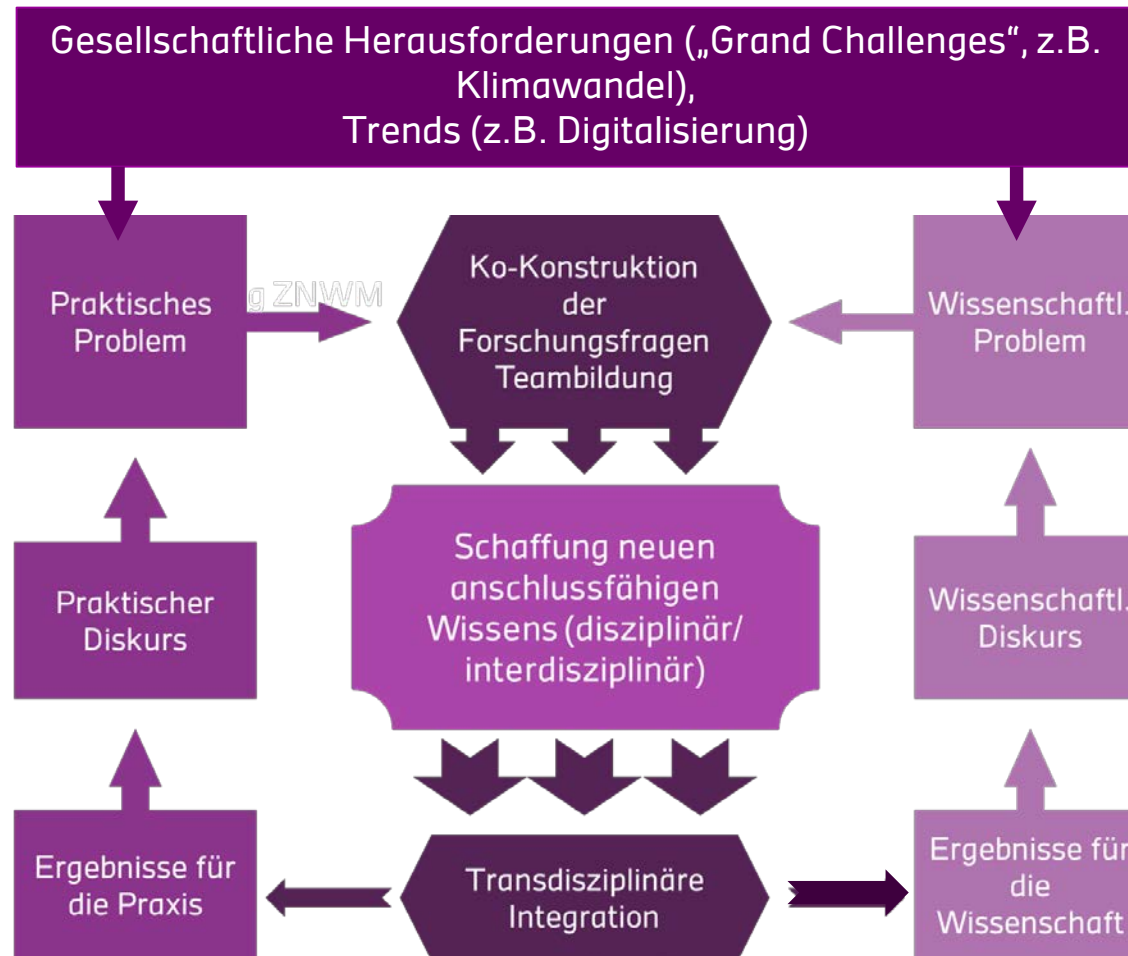 Gesellschaftliche Herausforderungen („Grand Challenges“, z.B.
Klimawandel),
Trends (z.B. Digitalisierung)
Praktisches
Problem
g ZNWM
Ko-Konstruktion
der
Forschungsfragen
Teambildung
Wissenschaftl.
Problem
Praktischer
Diskurs
Schaffung neuen
anschlussfähigen
Wissens (disziplinär/
interdisziplinär)
Wissenschaftl.
Diskurs
Ergebnisse für
die Praxis
Transdisziplinäre
Integration
Ergebnisse für
die
Wissenschaft